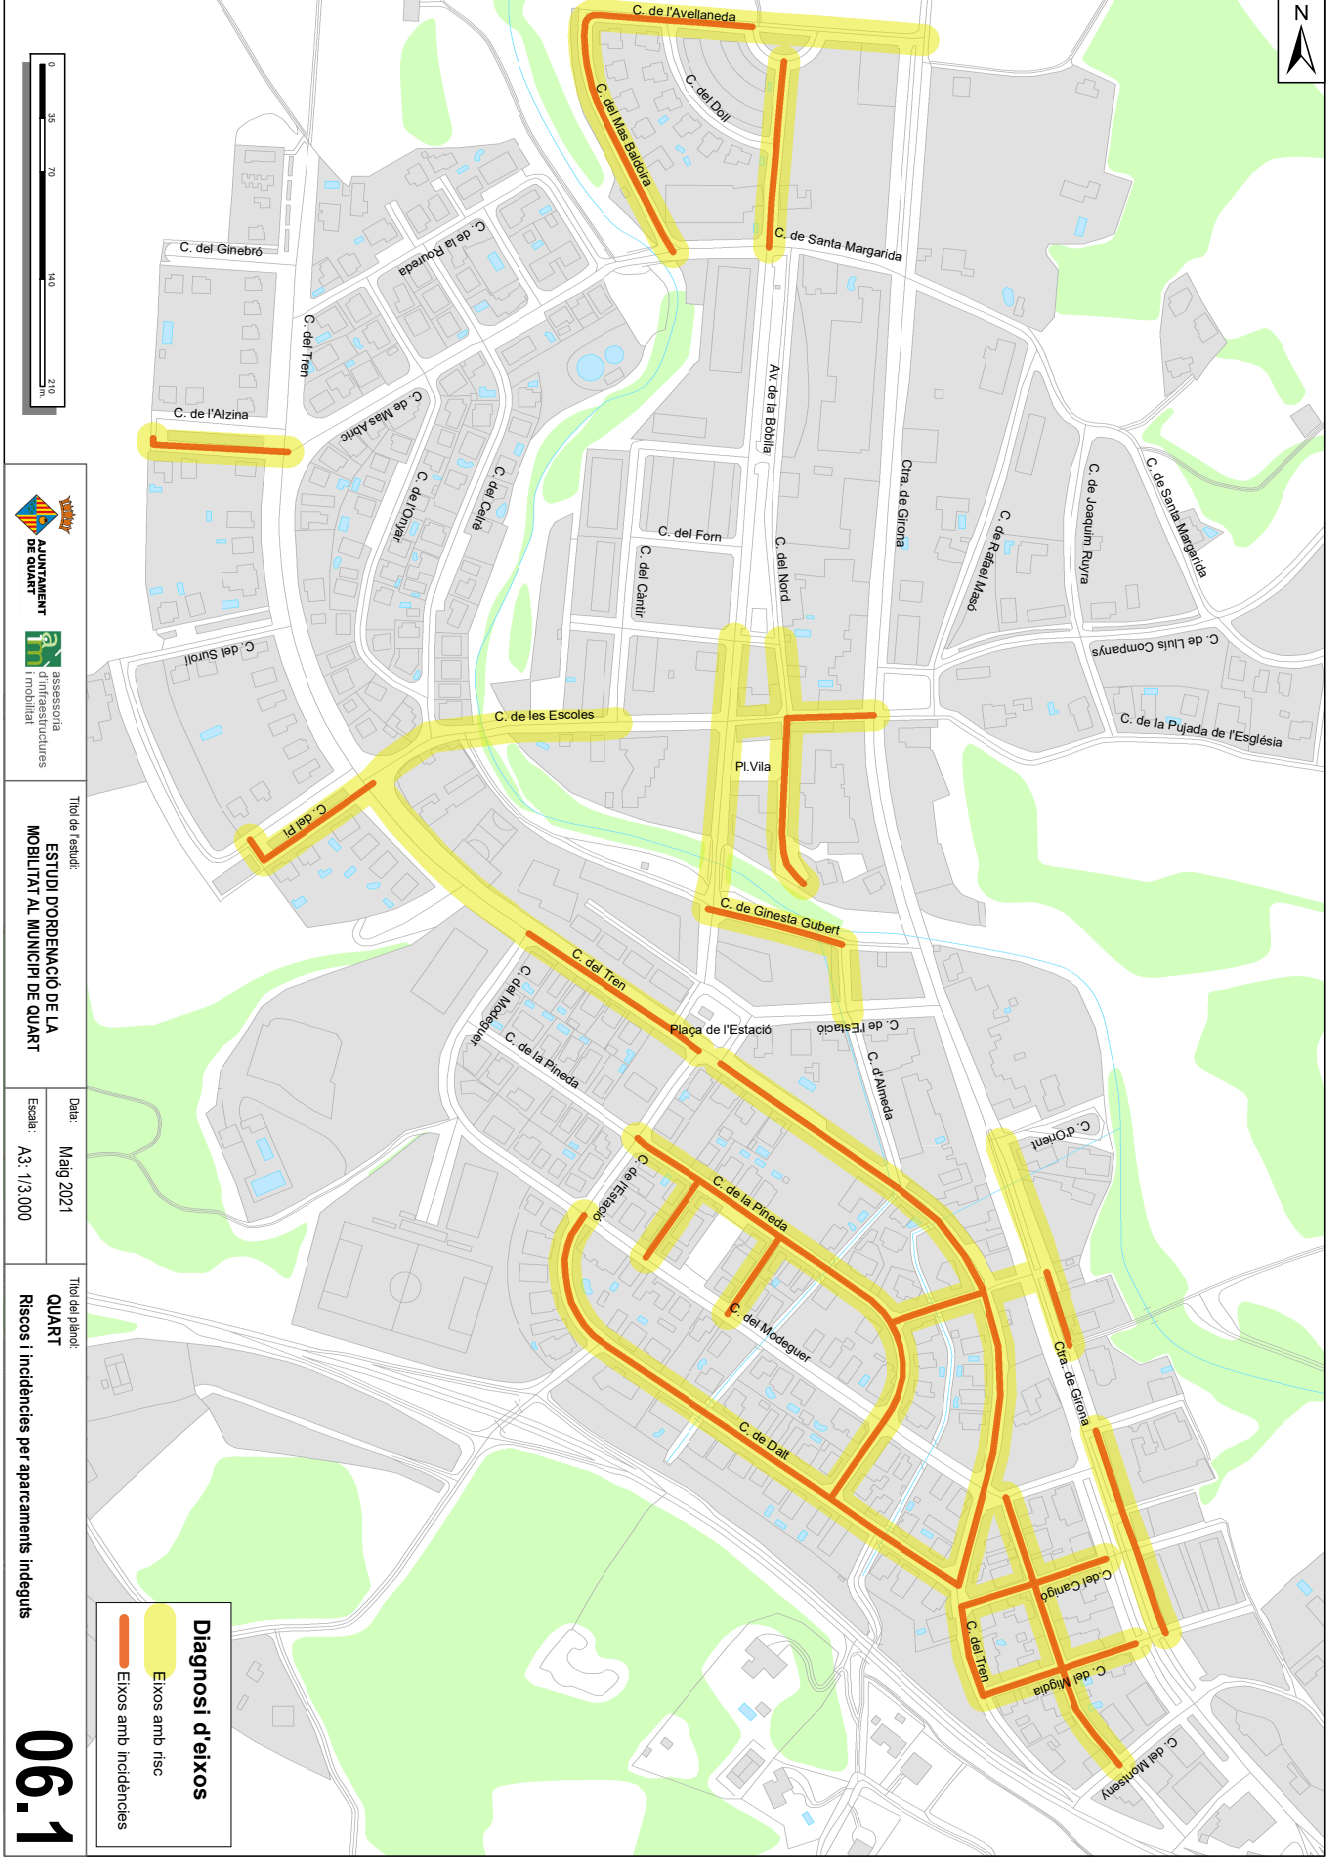 N
C. de l'Avellaneda
C. del Doll
C. del Mas Baldoira
C. de Santa Margarida
C. de la Roureda
C. del Ginebró
C. del Tren
C. de l'Alzina
C. de Mas Abric
C. de l'Onyar
C. del Celrè
Av. de la Bòbila
C. del Forn
C. del Nord
C. del Càntir
Ctra. de Girona
C. de Rafael Masó
C. de Joaquim Ruyra
C. de Santa Margarida
C. de Lluís Companys
C. de la Pujada de l'Església
C. del Suroli
C. de les Escoles
Pl.Vila
C. del Pi
C. de Ginesta Gubert
C. del Tren
C. del Modeguer
C. de la Pineda
Plaça de l'Estació
C. de l'Estació
C. d'Almeda
C. d'Orient
C. de l'Estació
C. de la Pineda
C. del Modeguer
Ctra. de Girona
C. de Dalt
C.del Canigó
C. del Tren
C. del Migdia
C. del Montseny
0 35 70 140 210
m.
AJUNTAMENT
DE QUART
am
assessoria
d'infraestructures
i mobilitat
Títol de l'estudi:
ESTUDI D'ORDENACIÓ DE LA
MOBILITAT AL MUNICIPI DE QUART
Data:
Maig 2021
Escala:
A3: 1/3.000
Títol del plànol:
QUART
Riscos i incidències per aparcaments indeguts
06.1
Diagnosi d'eixos
Eixos amb risc
Eixos amb incidències